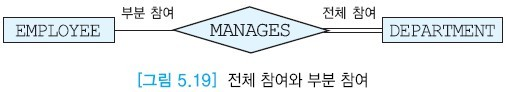 부분 참여 전체 참여
EMPLOYEE MANAGES DEPARTMENT
[그림 5.19] 전체 참여와 부분 참여